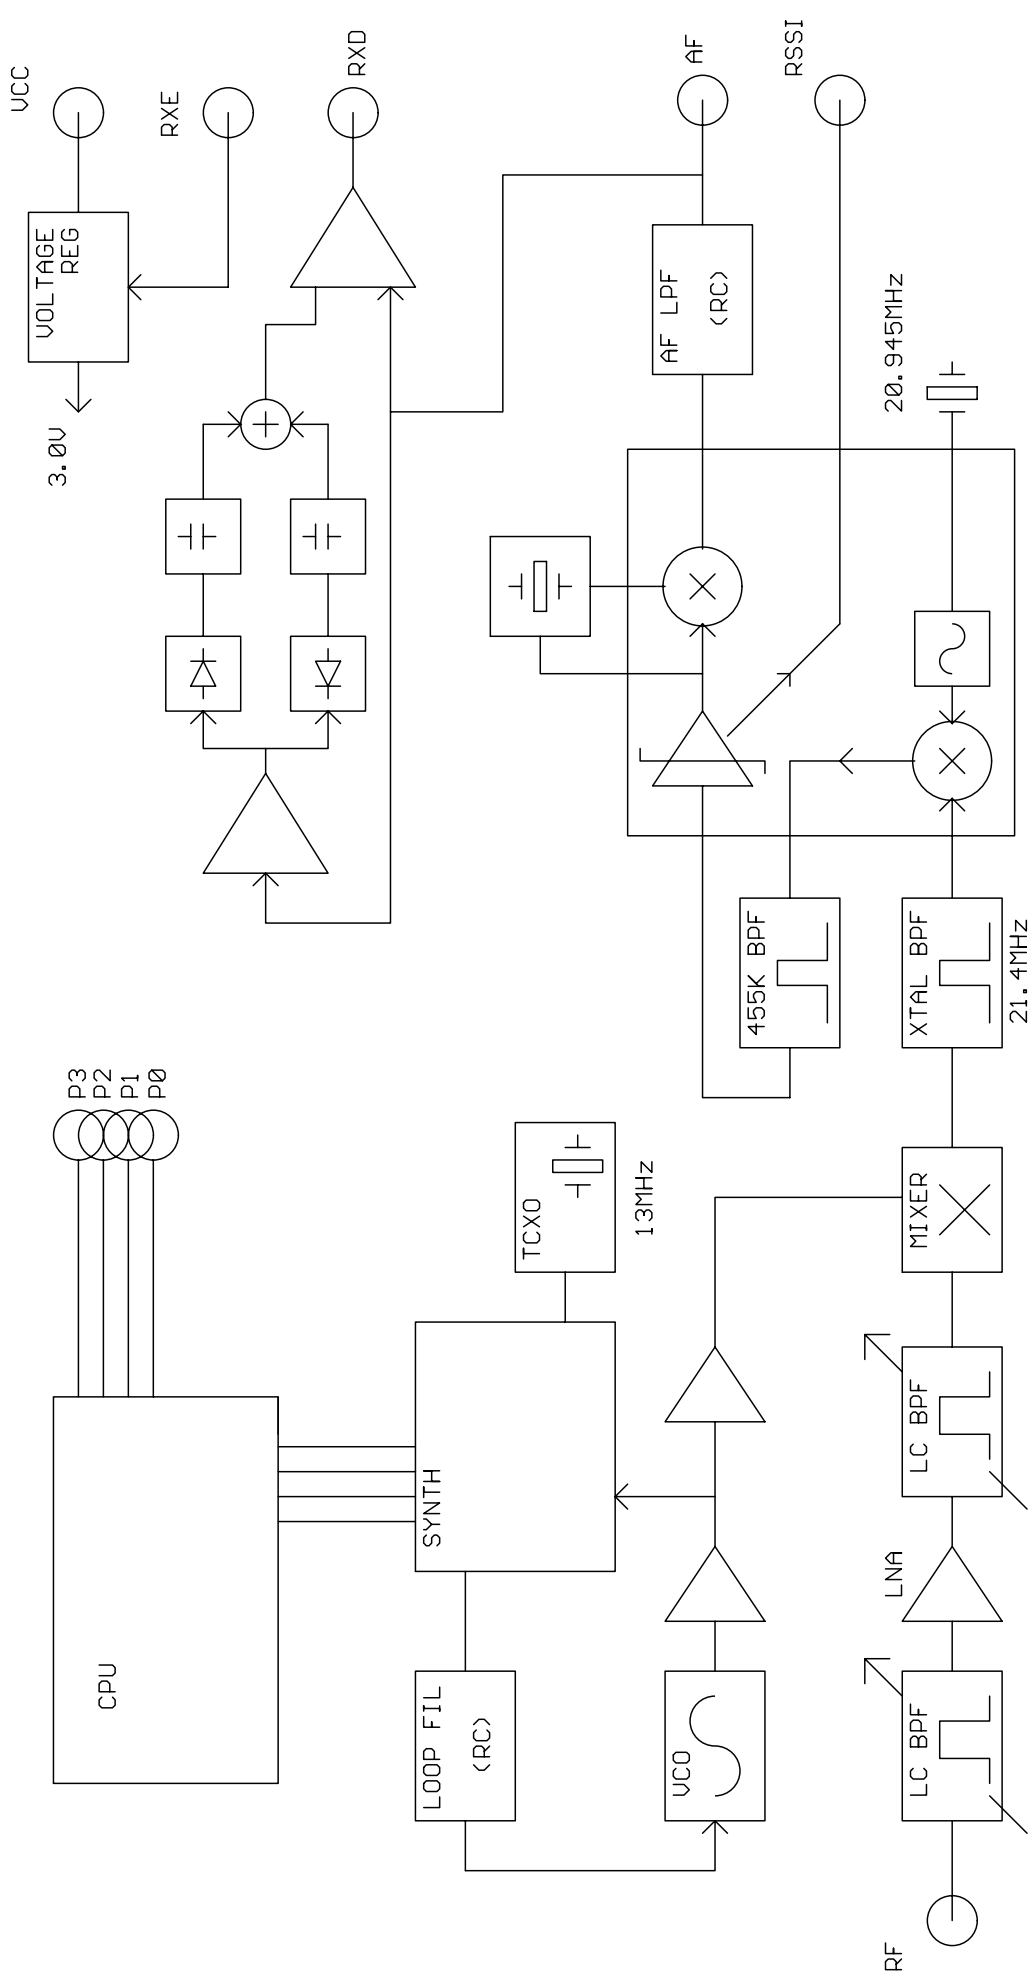 VCC
VOLTAGE
REG
3.0V
RXE
RXD
AF
RSSI
AF LPF
(RC)
20.945MHz
455K BPF
XTAL BPF
21.4MHz
P3
P2
P1
P0
CPU
SYNTH
TCXO
13MHz
LOOP FIL
(RC)
VCO
MIXER
LC BPF
LNA
LC BPF
RF